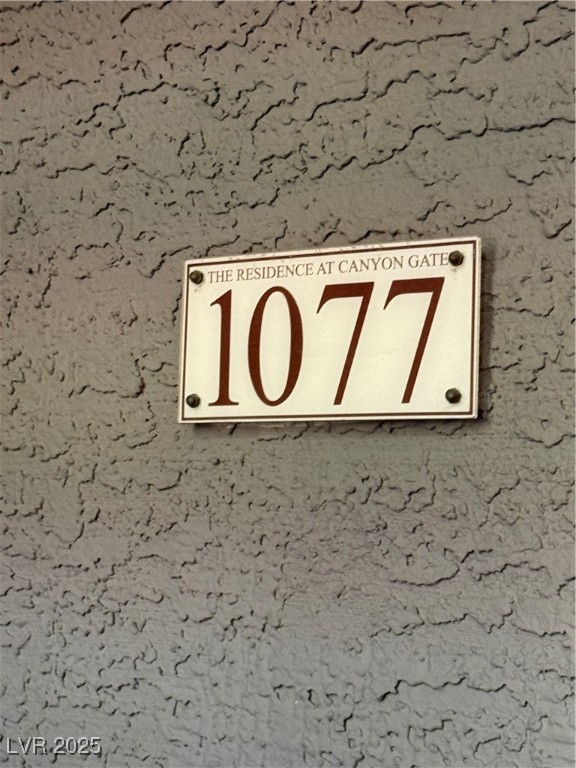 THE RESIDENCE AT CANYON GATE
1077
LVR 2025